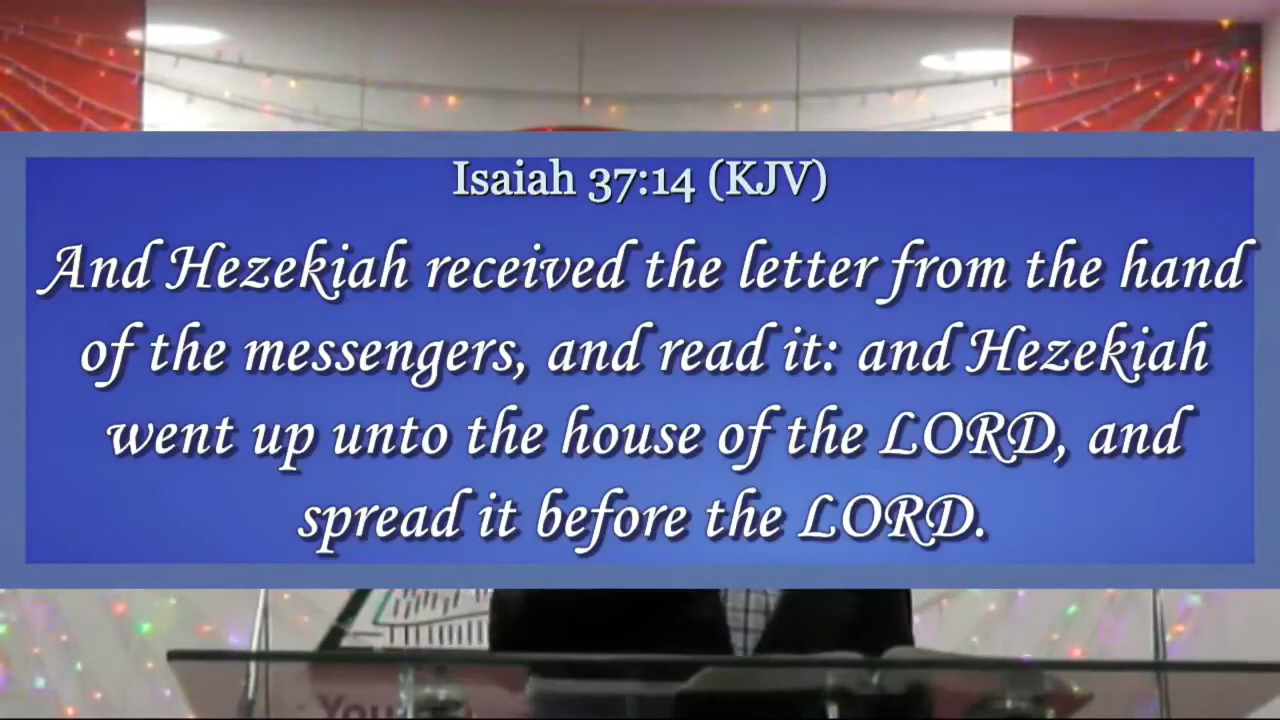 Isaiah 37:14 (KJV)
And Hezekiah received the letter from the hand
of the messengers, and read it: and Hezekiah
went up unto the house of the LORD, and
spread it before the LORD.
You